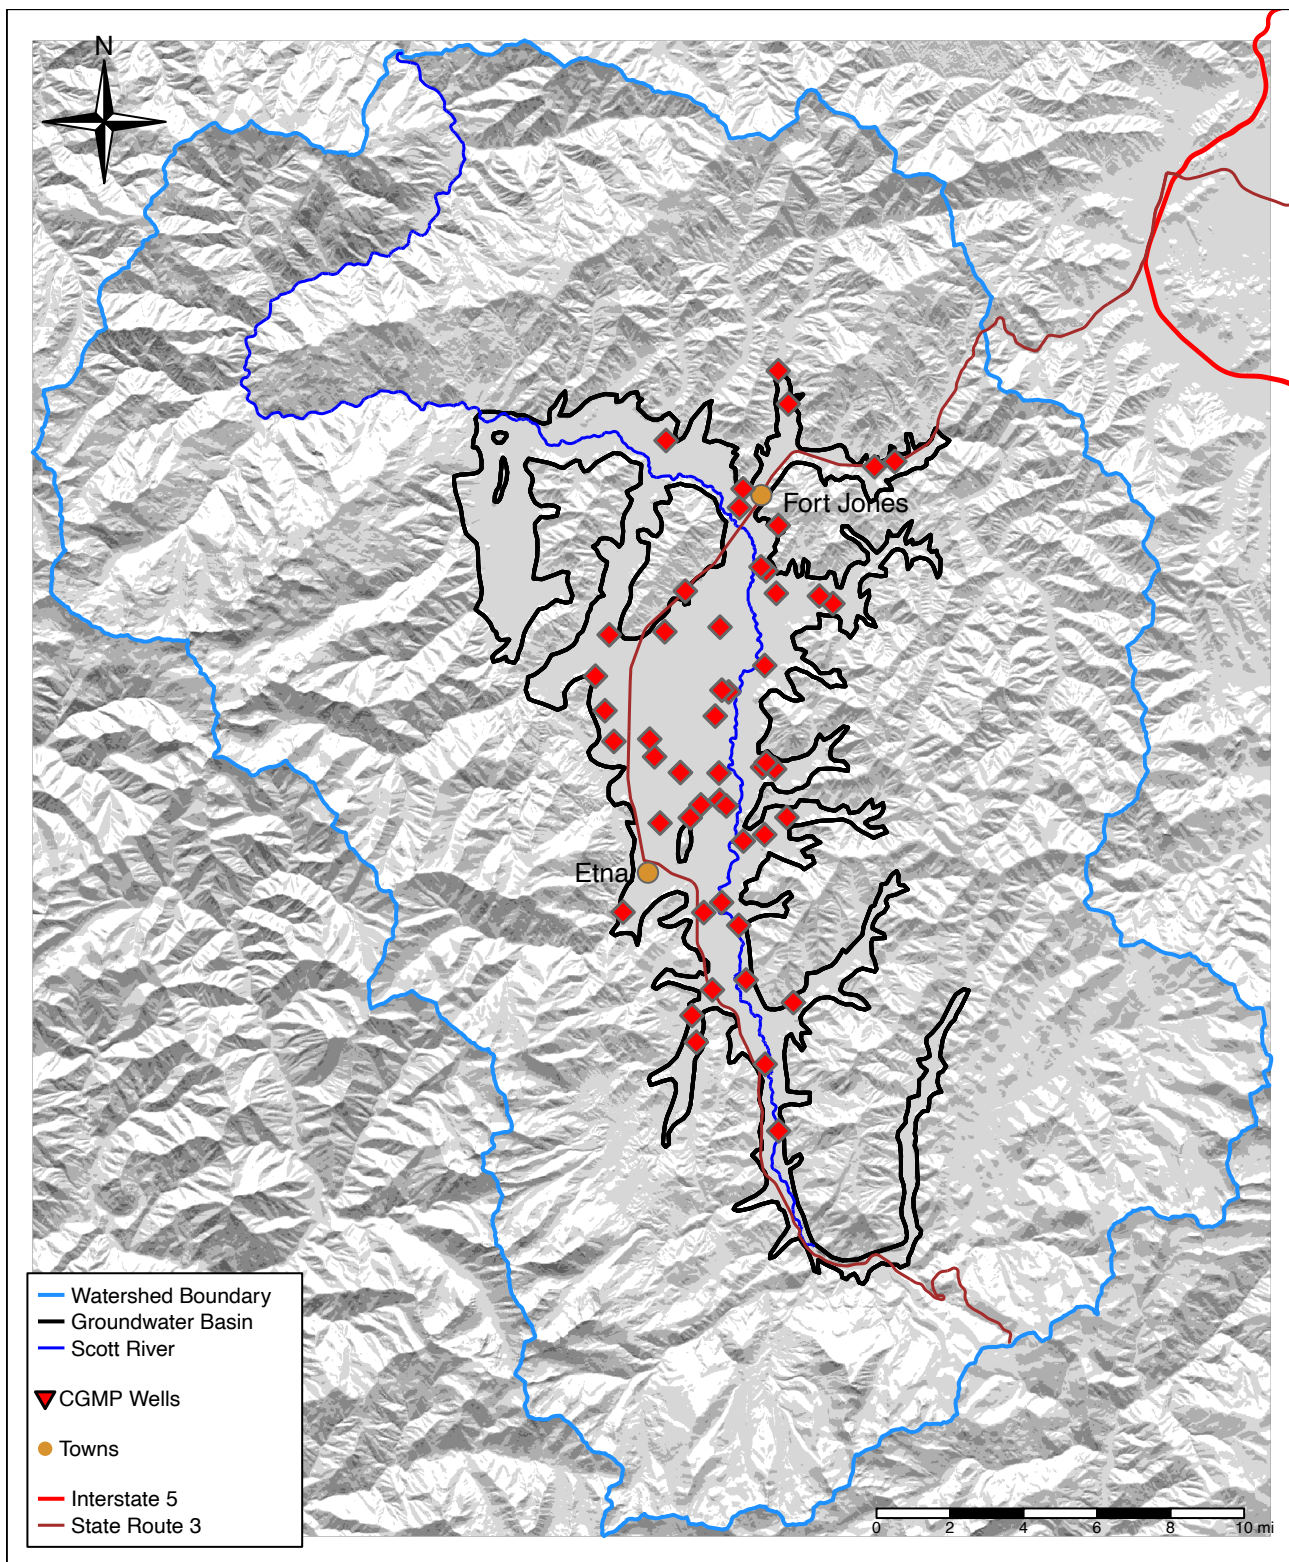 N
Fort Jones
Etna
Watershed Boundary
Groundwater Basin
Scott River
CGMP Wells
Towns
Interstate 5
State Route 3
0 2 4 6 8 10 mi